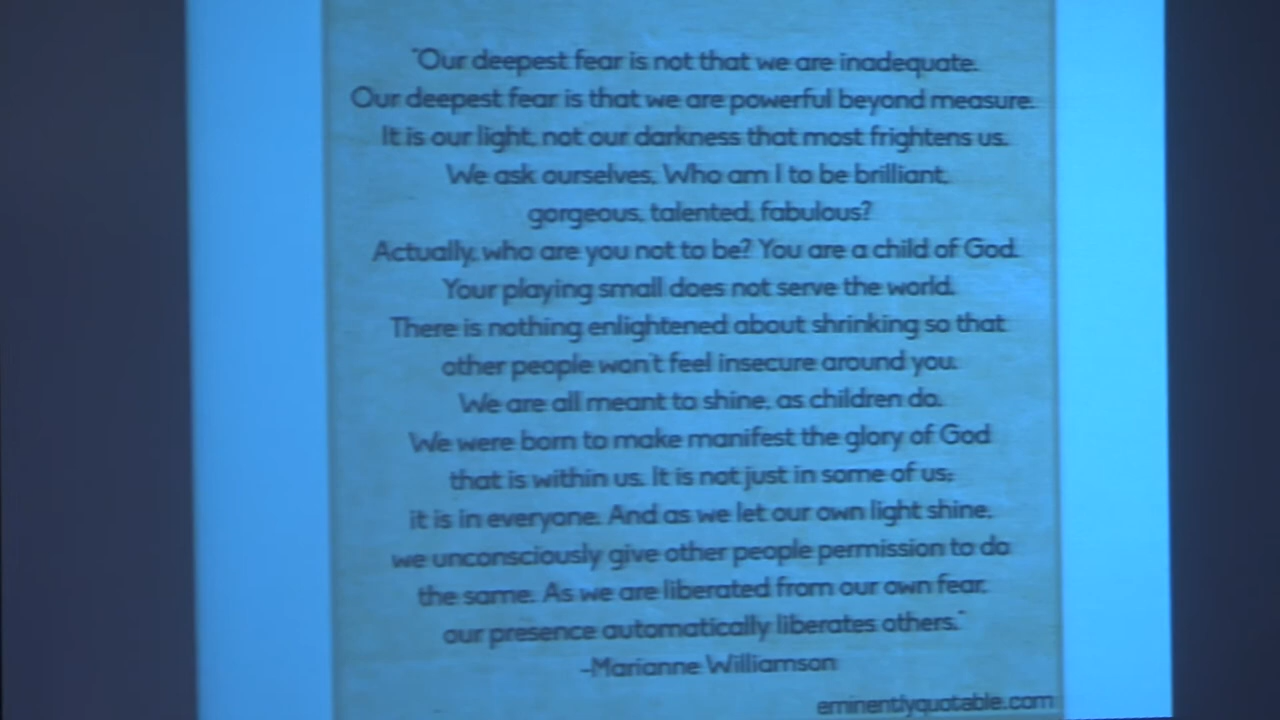 "Our deepest fear is not that we are inadequate.
Our deepest fear is that we are powerful beyond measure.
It is our light, not our darkness that most frightens us.
We ask ourselves, Who am I to be brilliant,
gorgeous, talented, fabulous?
Actually, who are you not to be? You are a child of God.
Your playing small does not serve the world.
There is nothing enlightened about shrinking so that
other people won't feel insecure around you.
We are all meant to shine, as children do.
We were born to make manifest the glory of God
that is within us. It is not just in some of us;
it is in everyone. And as we let our own light shine,
we unconsciously give other people permission to do
the same. As we are liberated from our own fear,
our presence automatically liberates others."
-Marianne Williamson
eminentlyquotable.com